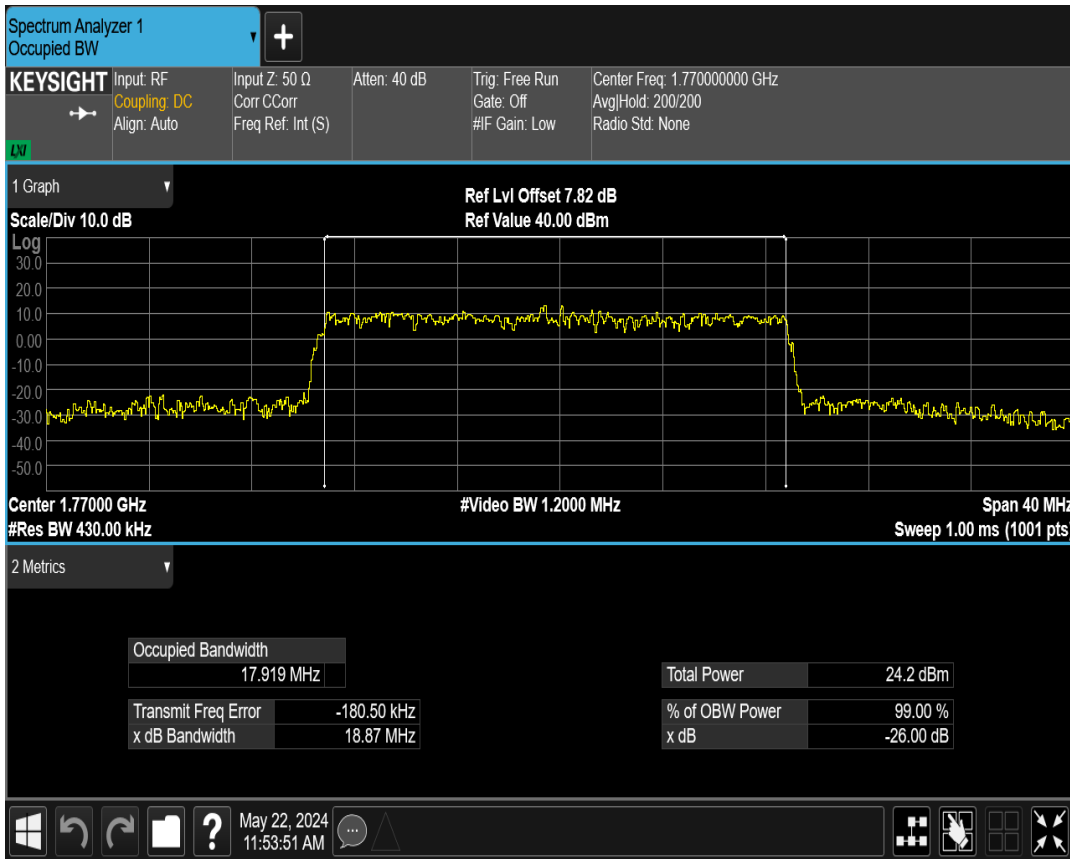 Spectrum Analyzer 1
Occupied BW
+
KEYSIGHT
LXI
Input: RF
Coupling: DC
Align: Auto
Input Z: 50 Ω
Corr CCorr
Freq Ref: Int (S)
Atten: 40 dB
Trig: Free Run
Gate: Off
#IF Gain: Low
Center Freq: 1.770000000 GHz
Avg|Hold: 200/200
Radio Std: None
1 Graph
Scale/Div 10.0 dB
Ref Lvl Offset 7.82 dB
Ref Value 40.00 dBm
Log
30.0
20.0
10.0
0.00
-10.0
-20.0
-30.0
-40.0
-50.0
Center 1.77000 GHz
#Video BW 1.2000 MHz
Span 40 MHz
#Res BW 430.00 kHz
Sweep 1.00 ms (1001 pts)
2 Metrics
Occupied Bandwidth
17.919 MHz
Total Power 24.2 dBm
Transmit Freq Error -180.50 kHz
% of OBW Power 99.00 %
x dB Bandwidth 18.87 MHz
x dB -26.00 dB
?
May 22, 2024
11:53:51 AM